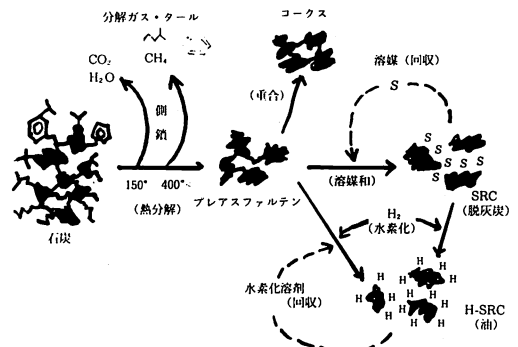 分解ガス・タール
コークス
CO₂
H₂O
CH₄
溶媒（回収）
S
側鎖
（重合）
S
S
S S S S
150°
400°
（熱分解）
プレアスファルテン
（溶媒和）
SRC
（脱灰炭）
石炭
H₂
（水素化）
水素化溶剤
（回収）
H H H
H H
H H H
H H H
H-SRC
（油）